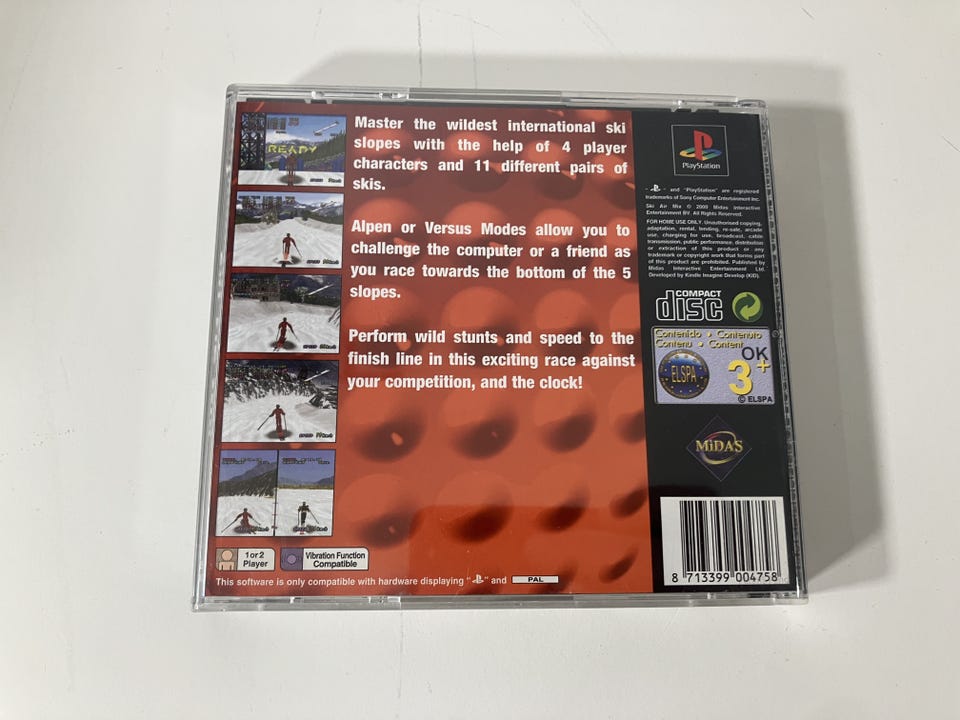 READY
Master the wildest international ski
slopes with the help of 4 player
characters and 11 different pairs of
skis.
Alpen or Versus Modes allow you to
challenge the computer or a friend as
you race towards the bottom of the 5
slopes.
Perform wild stunts and speed to the
finish line in this exciting race against
your competition, and the clock!
1 or 2
Player
Vibration Function
Compatible
This software is only compatible with hardware displaying " " and PAL
PlayStation
" " and "PlayStation" are registered
trademarks of Sony Computer Entertainment Inc.
Ski Air Mix © 2000 Midas Interactive
Entertainment BV. All Rights Reserved.
FOR HOME USE ONLY. Unauthorised copying,
adaptation, rental, lending, re-sale, arcade
use, charging for use, broadcast, cable
transmission, public performance, distribution
or extraction of this product or any
trademark or copyright work that forms part
of this product are prohibited. Published by
Midas Interactive Entertainment Ltd.
Developed by Kindle Imagine Develop (KID).
COMPACT
disc
Contenido • Contenuto
Contenu • Content
OK
ELSPA
3+
© ELSPA
MiDAS
8 713399 004758